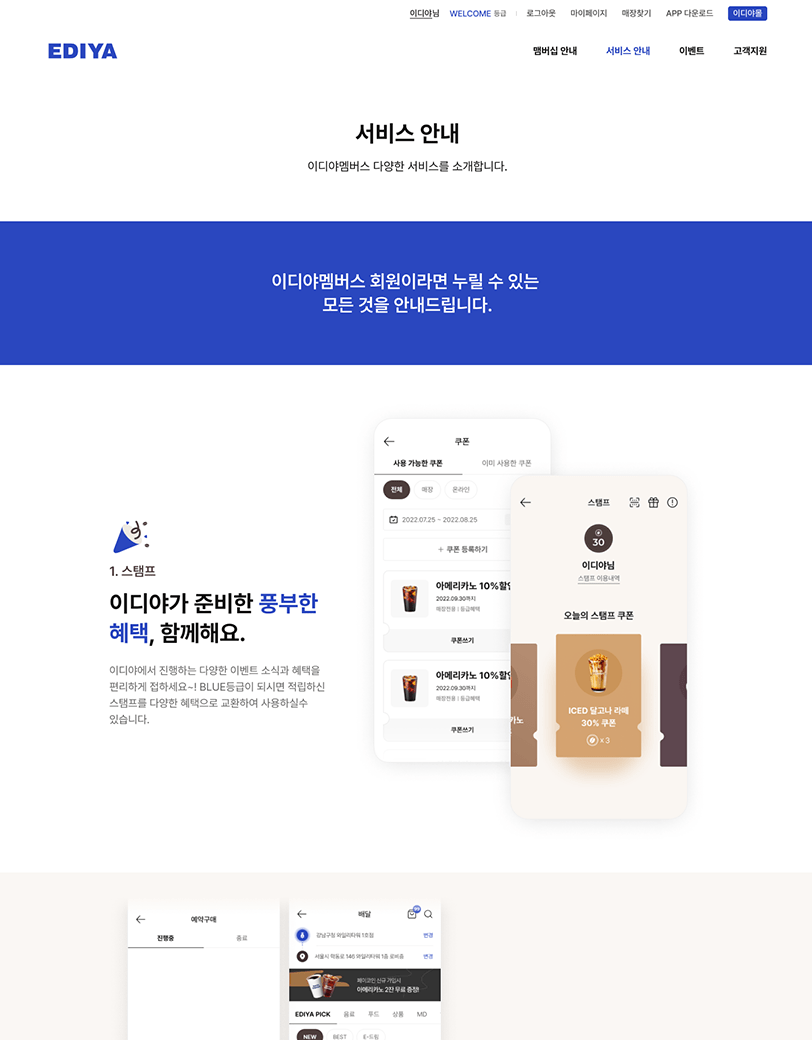 이디야님 WELCOME 등급 로그아웃 마이페이지 매장찾기 APP 다운로드 이디야몰
EDIYA 맴버십 안내 서비스 안내 이벤트 고객지원
서비스 안내
이디야멤버스 다양한 서비스를 소개합니다.
이디야멤버스 회원이라면 누릴 수 있는
모든 것을 안내드립니다.
1. 스탬프
이디야가 준비한 풍부한
혜택, 함께해요.
이디야에서 진행하는 다양한 이벤트 소식과 혜택을
편리하게 접하세요~! BLUE등급이 되시면 적립하신
스탬프를 다양한 혜택으로 교환하여 사용하실수
있습니다.
쿠폰
사용 가능한 쿠폰 이미 사용한 쿠폰
전체 매장 온라인
2022.07.25 ~ 2022.08.25
+ 쿠폰 등록하기
아메리카노 10%할인
2022.09.30까지
매장전용 | 등급혜택
쿠폰쓰기
아메리카노 10%할인
2022.09.30까지
매장전용 | 등급혜택
쿠폰쓰기
스탬프
30
이디야님
스탬프 이용내역
오늘의 스탬프 쿠폰
카노
ICED 달고나 라떼
30% 쿠폰
x 3
예약구매
진행중 종료
배달
99
강남구청 와일리타워 1호점 변경
서울시 학동로 146 와일리타워 1층 로비층 변경
페이코인 신규 가입시
아메리카노 2잔 무료 증정!
EDIYA PICK 음료 푸드 상품 MD
NEW BEST E-드림